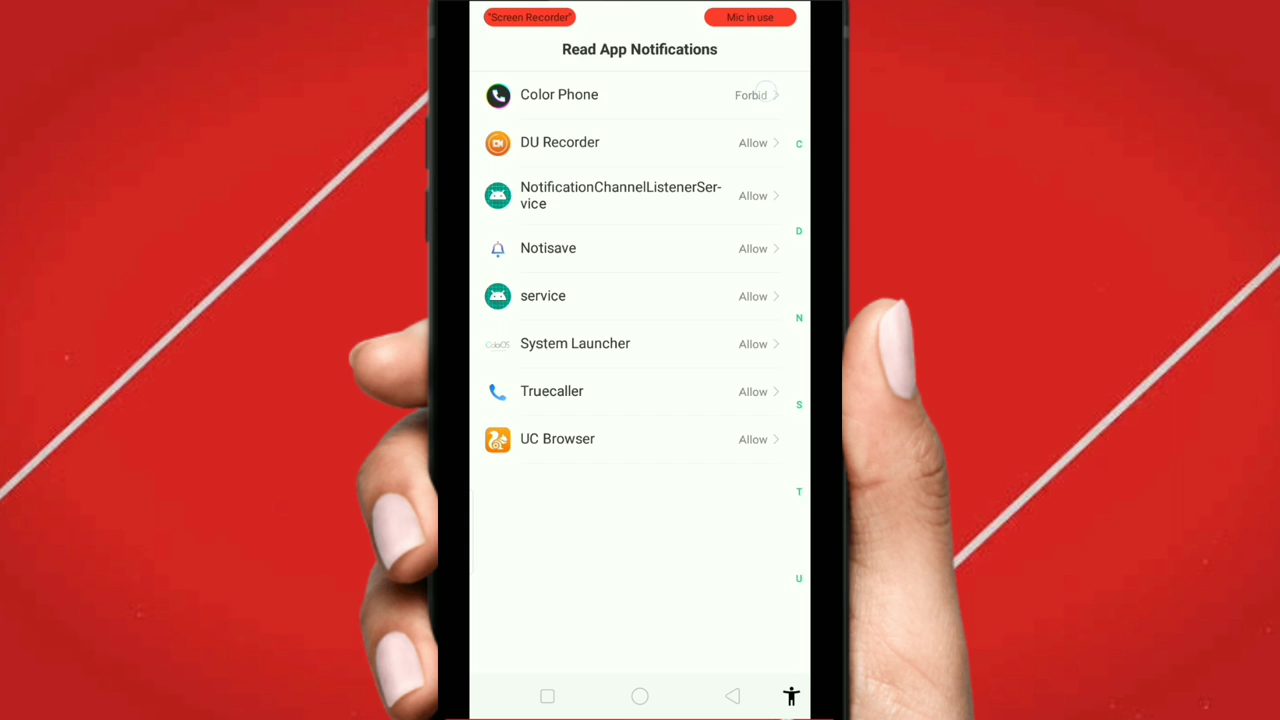 "Screen Recorder"
Mic in use
Read App Notifications
Color Phone
Forbid
DU Recorder
Allow
C
NotificationChannelListenerSer-
vice
Allow
D
Notisave
Allow
service
Allow
N
System Launcher
Allow
Truecaller
Allow
S
UC Browser
Allow
T
U